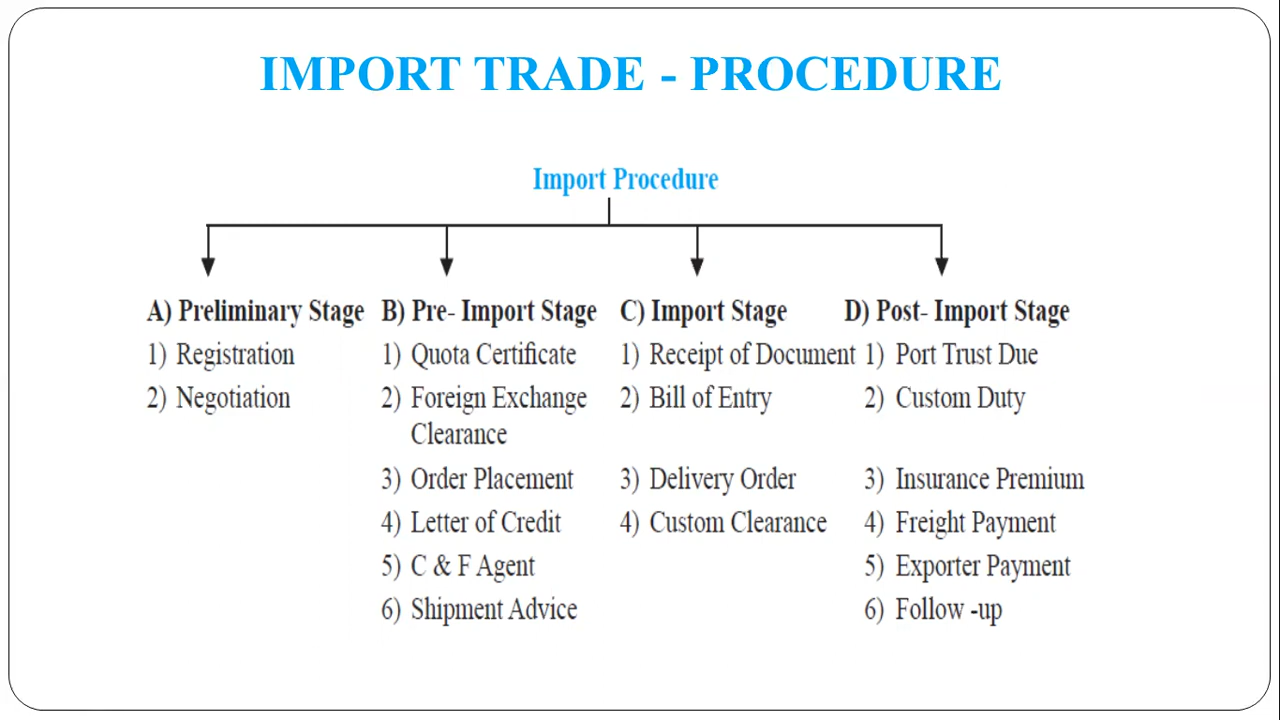 IMPORT TRADE - PROCEDURE
Import Procedure
A) Preliminary Stage
1) Registration
2) Negotiation
B) Pre- Import Stage
1) Quota Certificate
2) Foreign Exchange
Clearance
3) Order Placement
4) Letter of Credit
5) C & F Agent
6) Shipment Advice
C) Import Stage
1) Receipt of Document
2) Bill of Entry
3) Delivery Order
4) Custom Clearance
D) Post- Import Stage
1) Port Trust Due
2) Custom Duty
3) Insurance Premium
4) Freight Payment
5) Exporter Payment
6) Follow -up